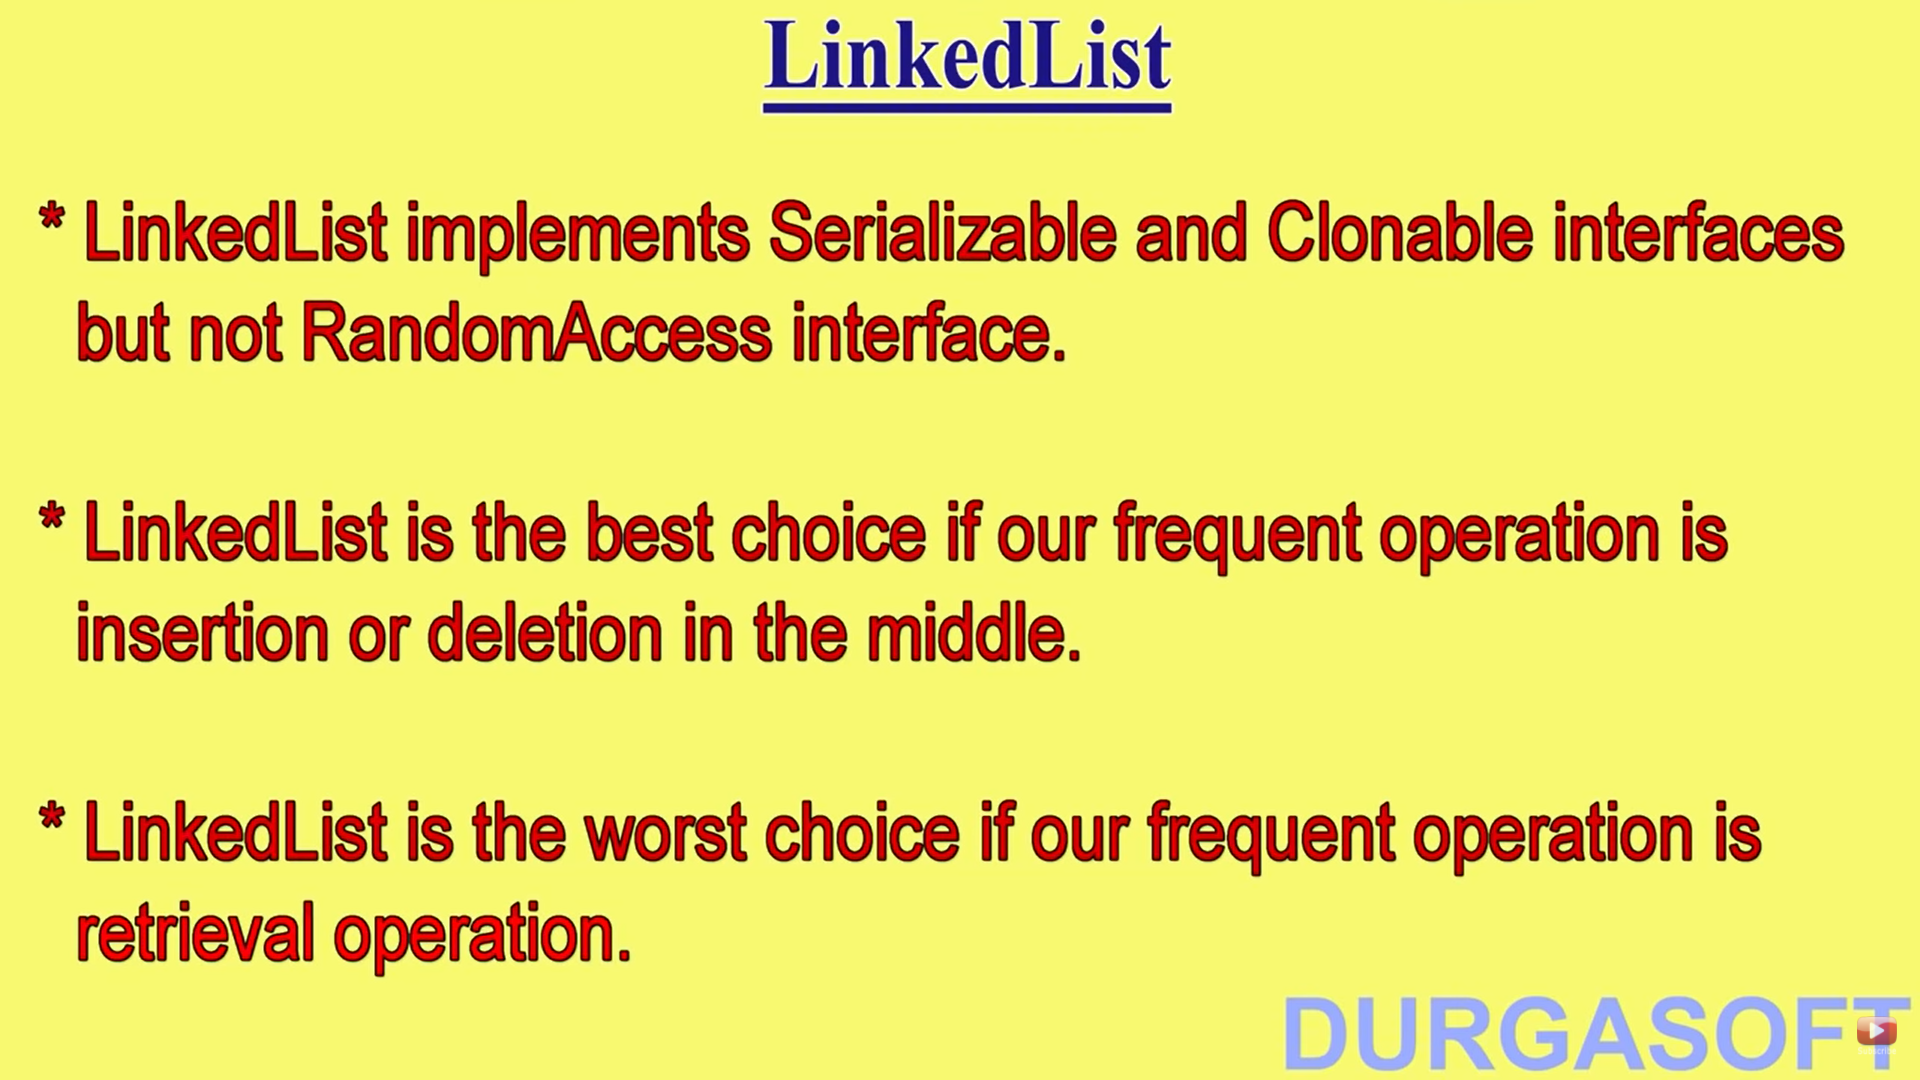 LinkedList
* LinkedList implements Serializable and Clonable interfaces
but not RandomAccess interface.
* LinkedList is the best choice if our frequent operation is
insertion or deletion in the middle.
* LinkedList is the worst choice if our frequent operation is
retrieval operation.
DURGASOFT